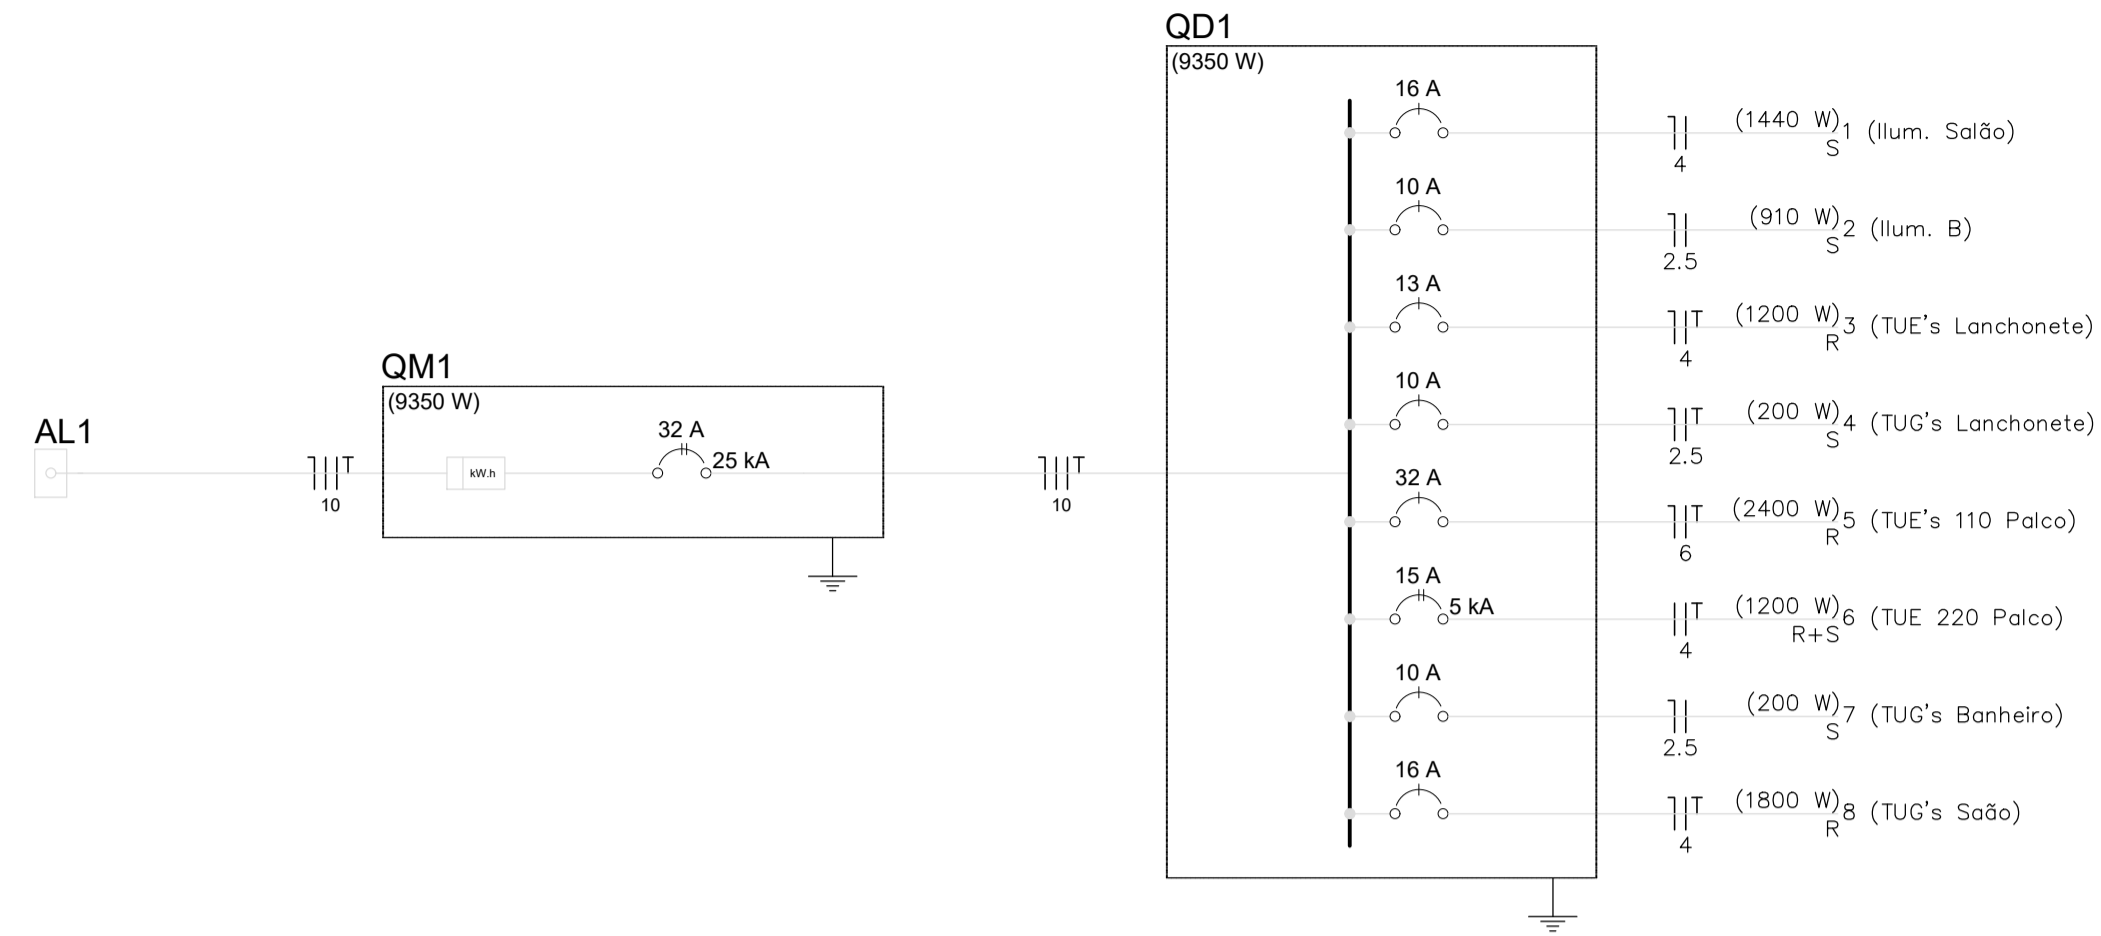 AL1
10
QM1
(9350 W)
kW.h
32 A
25 kA
T
10
T
QD1
(9350 W)
16 A
4
(1440 W)
S
1 (Ilum. Salão)
10 A
2.5
(910 W)
S
2 (Ilum. B)
13 A
T
4
(1200 W)
R
3 (TUE's Lanchonete)
10 A
T
2.5
(200 W)
S
4 (TUG's Lanchonete)
32 A
T
6
(2400 W)
R
5 (TUE's 110 Palco)
15 A
5 kA
T
4
(1200 W)
R+S
6 (TUE 220 Palco)
10 A
2.5
(200 W)
S
7 (TUG's Banheiro)
16 A
T
4
(1800 W)
R
8 (TUG's Saão)